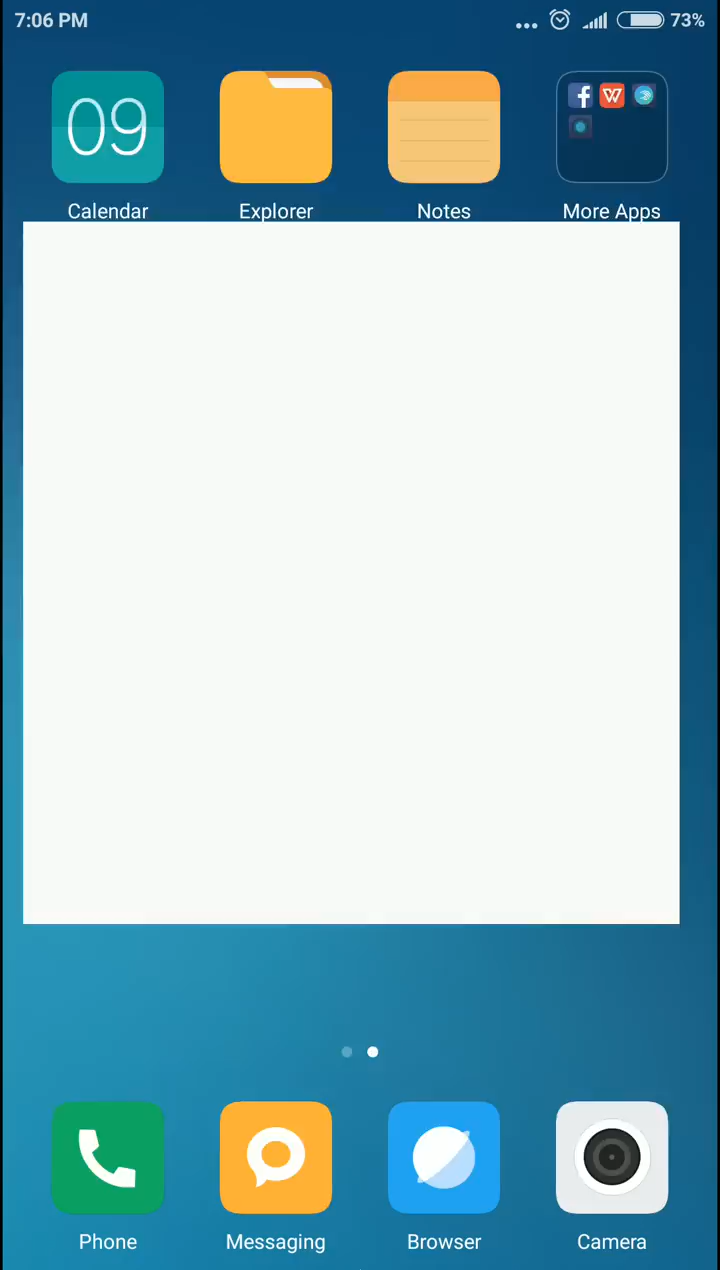 7:06 PM 73%
09
Calendar Explorer Notes More Apps
Phone Messaging Browser Camera